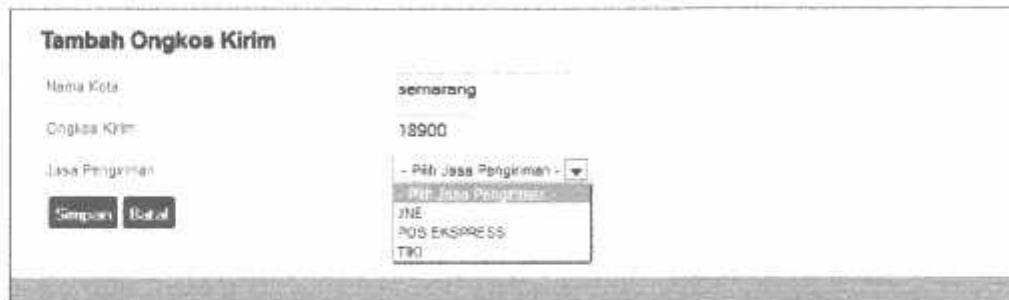 Tambah Ongkos Kirim
Nama Kota semarang
Ongkos Kirim 18900
Jasa Pengiriman - Pilih Jasa Pengiriman -
- Pilih Jasa Pengiriman -
Simpan Batal JNE
POS EKSPRESS
TIKI